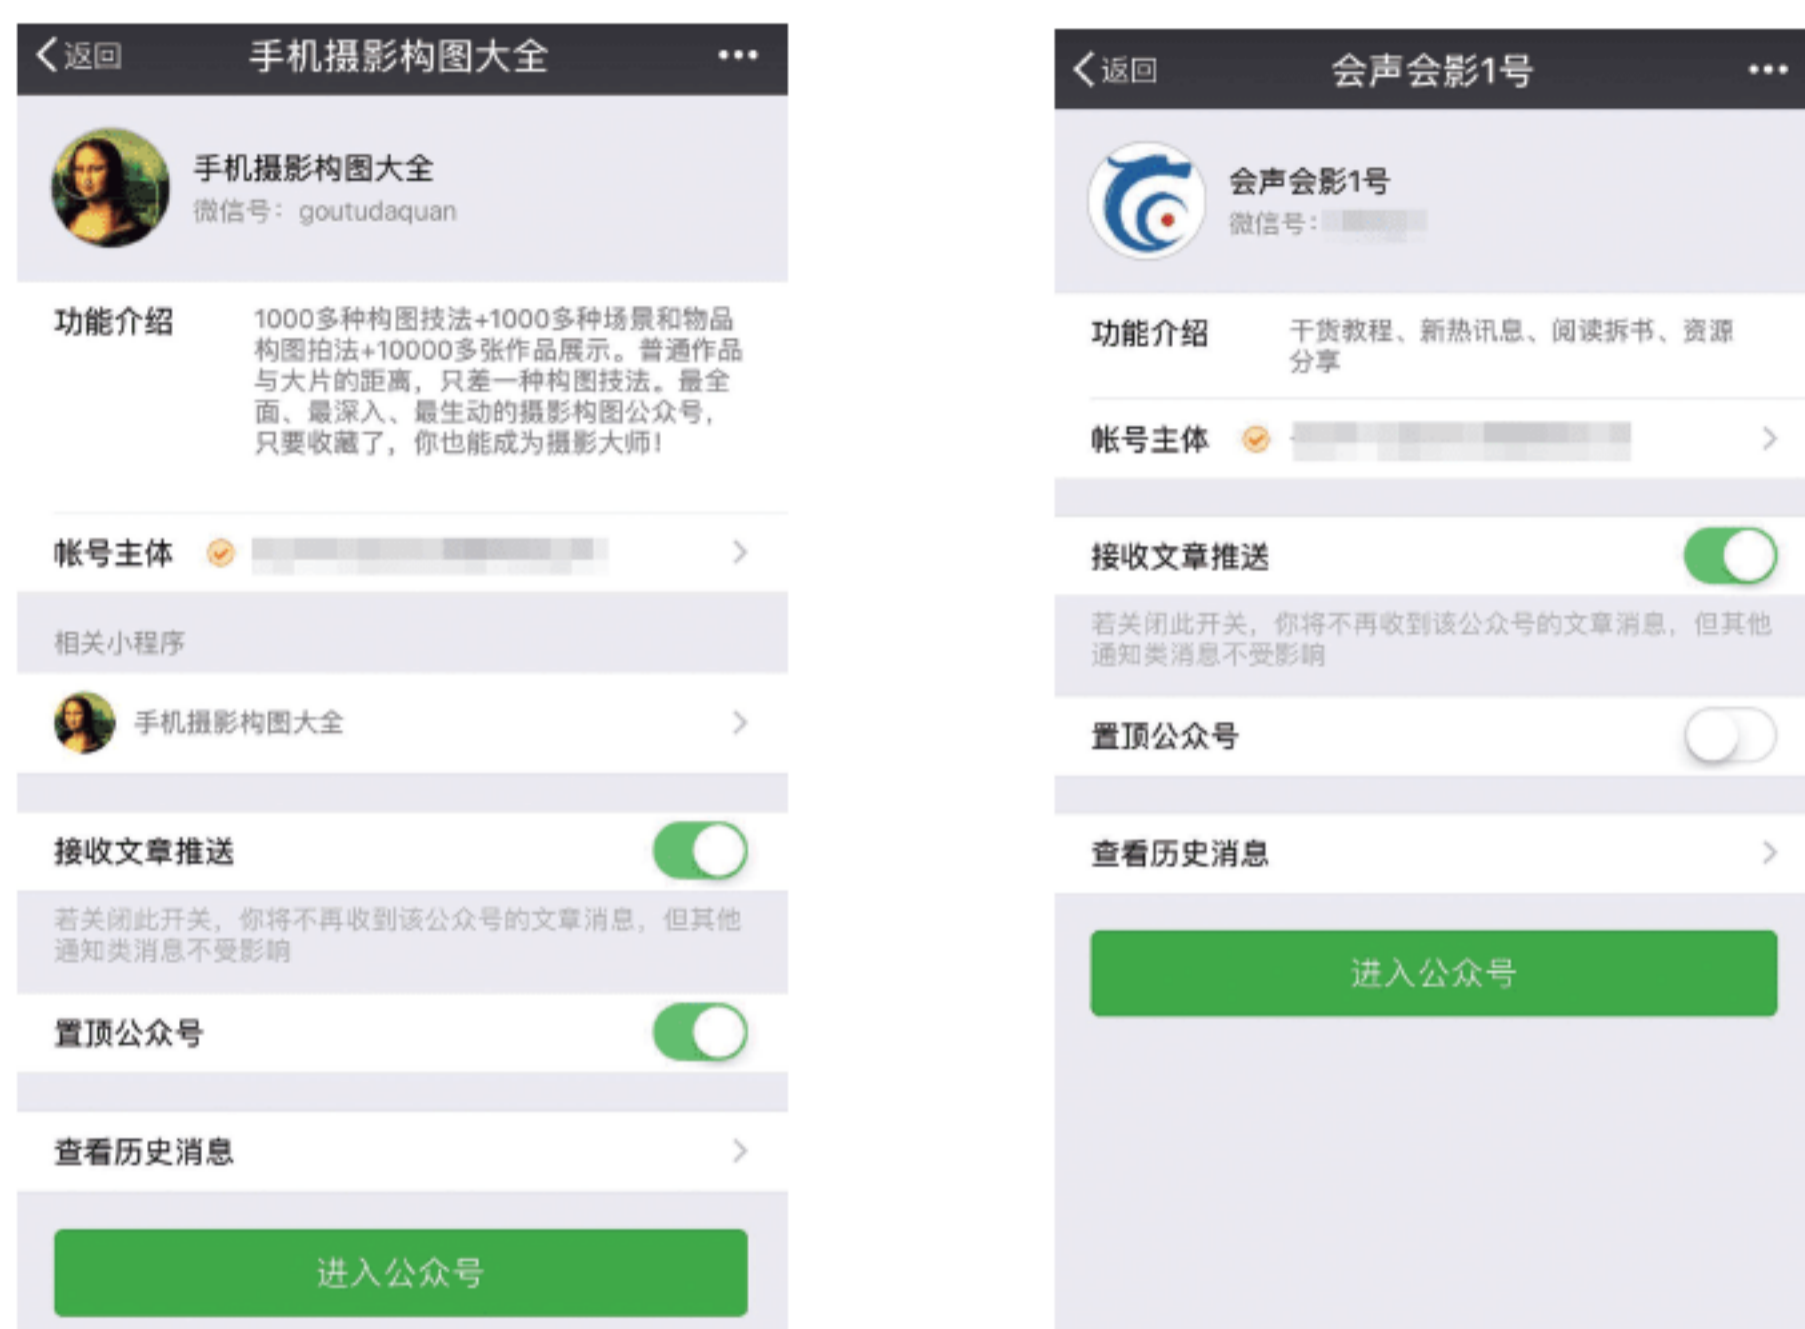 返回
手机摄影构图大全
手机摄影构图大全
微信号：goutudaquan
功能介绍
1000多种构图技法+1000多种场景和物品
构图拍法+10000多张作品展示。普通作品
与大片的距离，只差一种构图技法。最全
面、最深入、最生动的摄影构图公众号，
只要收藏了，你也能成为摄影大师！
帐号主体
相关小程序
手机摄影构图大全
接收文章推送
若关闭此开关，你将不再收到该公众号的文章消息，但其他
通知类消息不受影响
置顶公众号
查看历史消息
进入公众号
返回
会声会影1号
会声会影1号
微信号：
功能介绍
干货教程、新热讯息、阅读拆书、资源
分享
帐号主体
接收文章推送
若关闭此开关，你将不再收到该公众号的文章消息，但其他
通知类消息不受影响
置顶公众号
查看历史消息
进入公众号